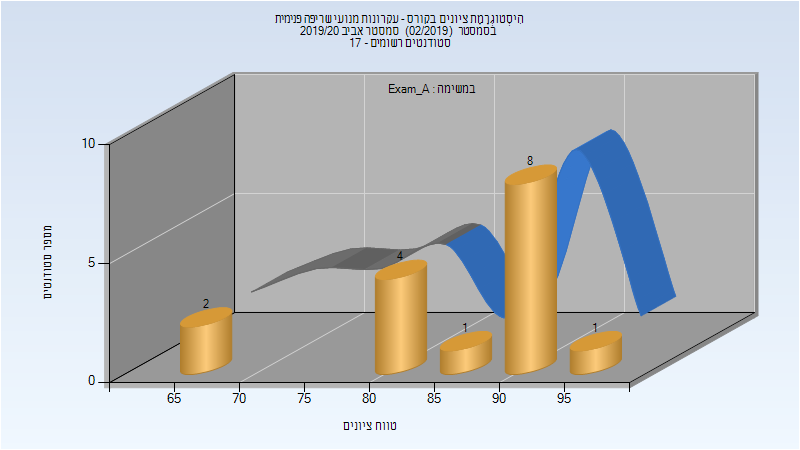 היסטוגרמת ציונים בקורס - עקרונות מנועי שריפה פנימית
בסמסטר (02/2019) סמסטר אביב 2019/20
סטודנטים רשומים - 17
במשימה : Exam_A
מספר סטודנטים
10
5
0
2
4
1
8
1
65 70 75 80 85 90 95
טווח ציונים